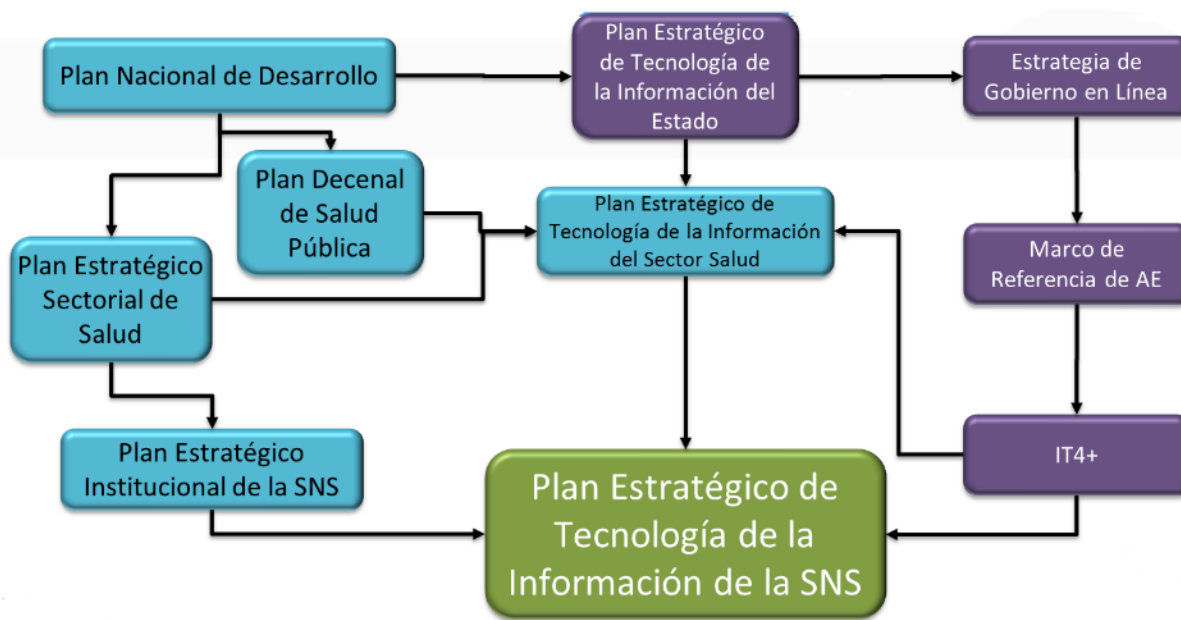 Plan Nacional de Desarrollo
Plan Estratégico
de Tecnología de
la Información del
Estado
Estrategia de
Gobierno en Línea
Plan Decenal
de Salud
Pública
Plan Estratégico de
Tecnología de la Información
del Sector Salud
Plan Estratégico
Sectorial de
Salud
Marco de
Referencia de AE
Plan Estratégico
Institucional de la SNS
IT4+
Plan Estratégico de
Tecnología de la
Información de la SNS